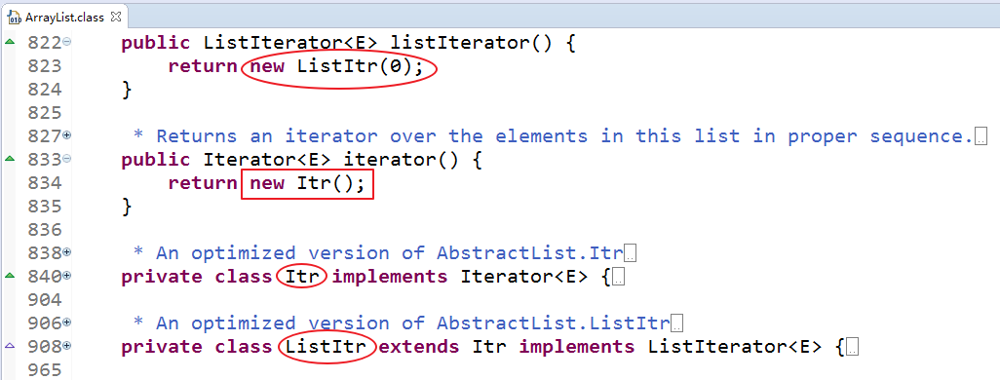 ArrayList.class
822 public ListIterator<E> listIterator() {
823 return new ListItr(0);
824 }
825
827 * Returns an iterator over the elements in this list in proper sequence.
833 public Iterator<E> iterator() {
834 return new Itr();
835 }
836
838 * An optimized version of AbstractList.Itr
840 private class Itr implements Iterator<E> {
904
906 * An optimized version of AbstractList.ListItr
908 private class ListItr extends Itr implements ListIterator<E> {
965